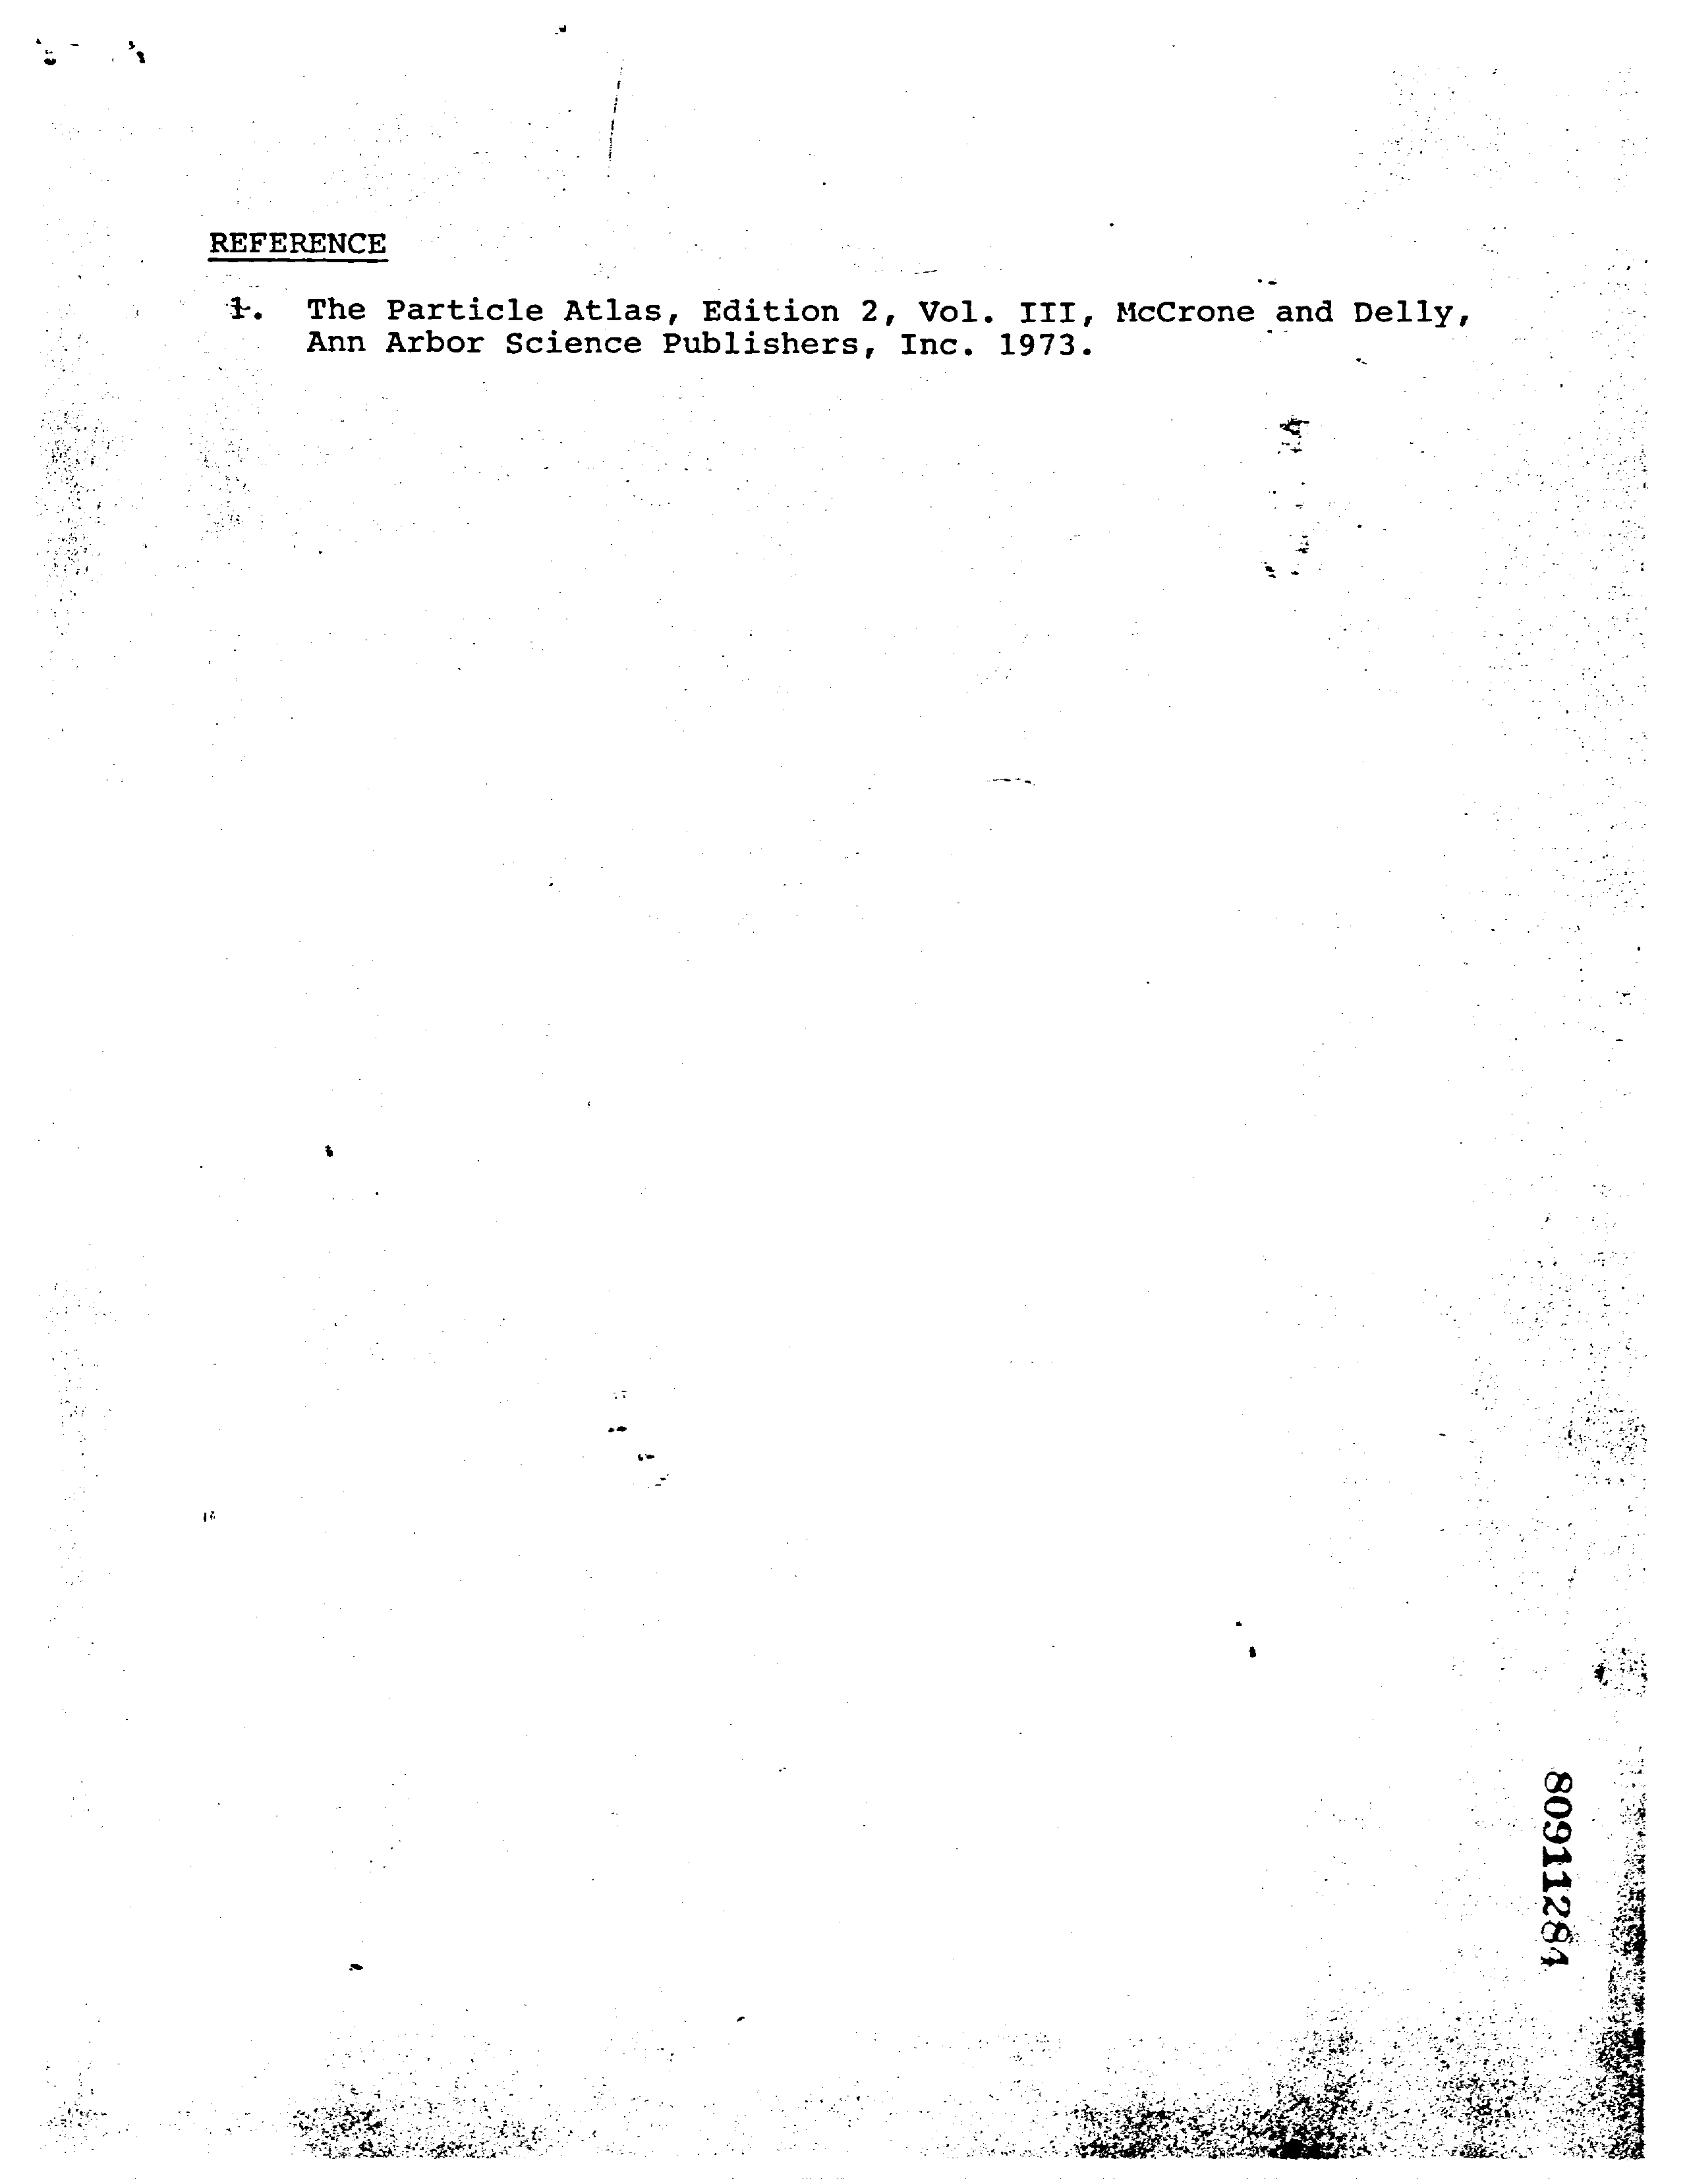 REFERENCE
1. The Particle Atlas, Edition 2, Vol. III, McCrone and Delly,
Ann Arbor Science Publishers, Inc. 1973.
80911284